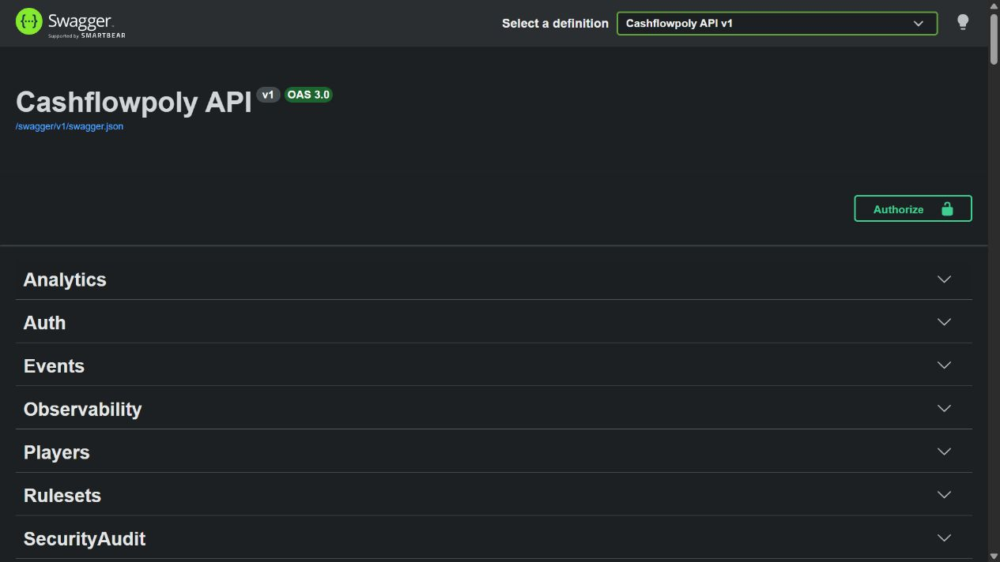 Swagger
Supported by SMARTBEAR
Select a definition
Cashflowpoly API v1
Cashflowpoly API v1 OAS 3.0
/swagger/v1/swagger.json
Authorize
Analytics
Auth
Events
Observability
Players
Rulesets
SecurityAudit